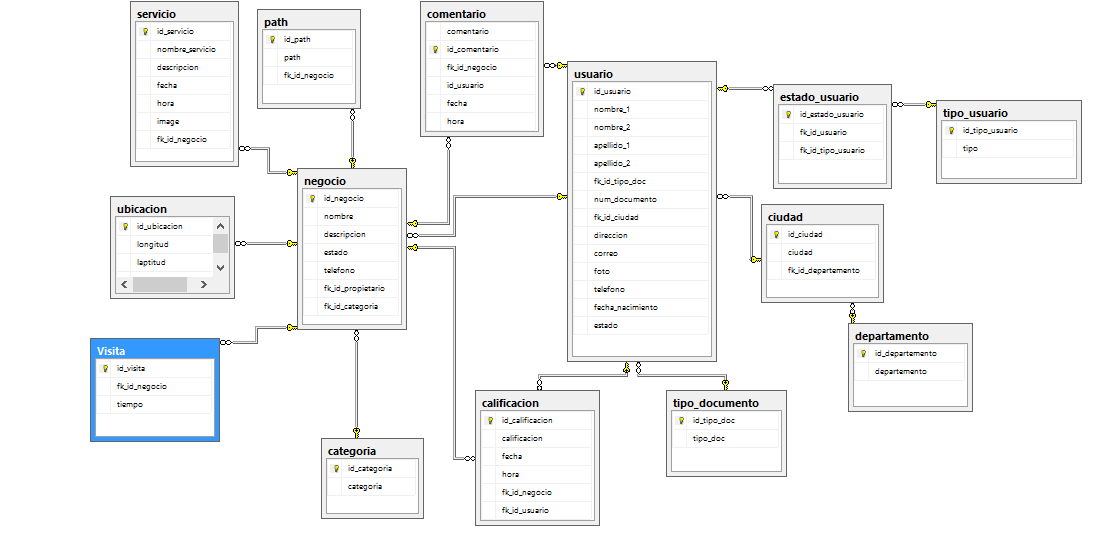 servicio
id_servicio
nombre_servicio
descripcion
fecha
hora
image
fk_id_negocio
path
id_path
path
fk_id_negocio
comentario
comentario
id_comentario
fk_id_negocio
id_usuario
fecha
hora
usuario
id_usuario
nombre_1
nombre_2
apellido_1
apellido_2
fk_id_tipo_doc
num_documento
fk_id_ciudad
direccion
correo
foto
telefono
fecha_nacimiento
estado
estado_usuario
id_estado_usuario
fk_id_usuario
fk_id_tipo_usuario
tipo_usuario
id_tipo_usuario
tipo
negocio
id_negocio
nombre
descripcion
estado
telefono
fk_id_propietario
fk_id_categoria
ubicacion
id_ubicacion
longitud
laptitud
ciudad
id_ciudad
ciudad
fk_id_departemento
departamento
id_departemento
departemento
Visita
id_visita
fk_id_negocio
tiempo
categoria
id_categoria
categoria
calificacion
id_calificacion
calificacion
fecha
hora
fk_id_negocio
fk_id_usuario
tipo_documento
id_tipo_doc
tipo_doc